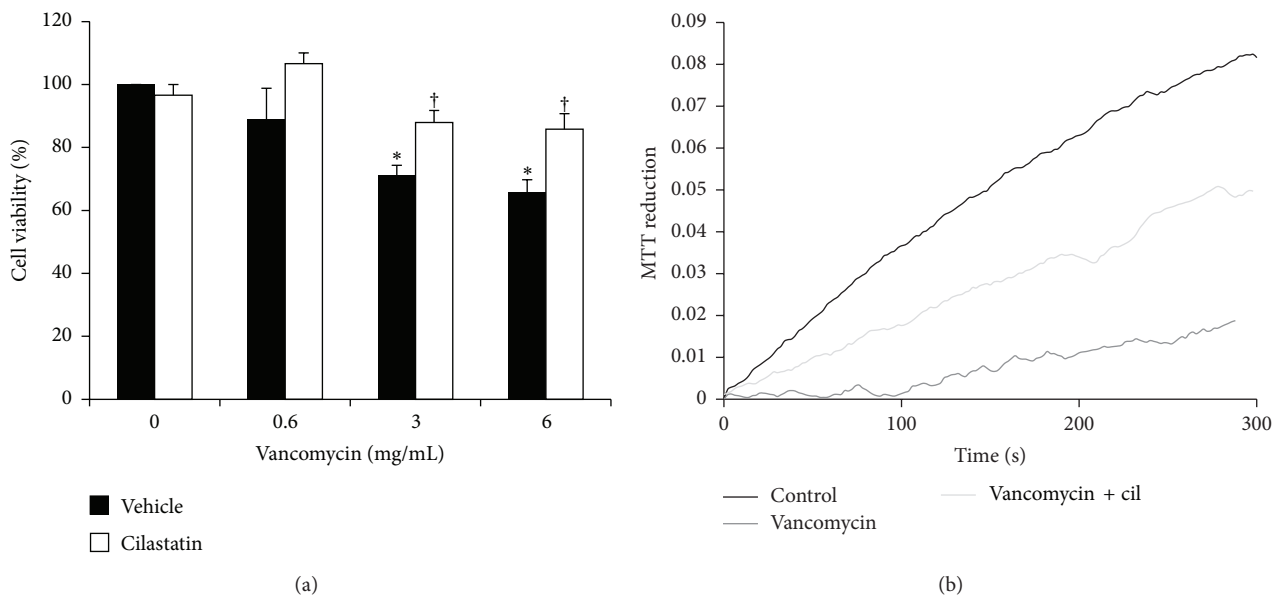 120
100
80
60
40
20
0
Cell viability (%)
†
†
*
*
0 0.6 3 6
Vancomycin (mg/mL)
Vehicle
Cilastatin
(a)
0.09
0.08
0.07
0.06
0.05
0.04
0.03
0.02
0.01
0
MTT reduction
0 100 200 300
Time (s)
Control
Vancomycin
Vancomycin + cil
(b)